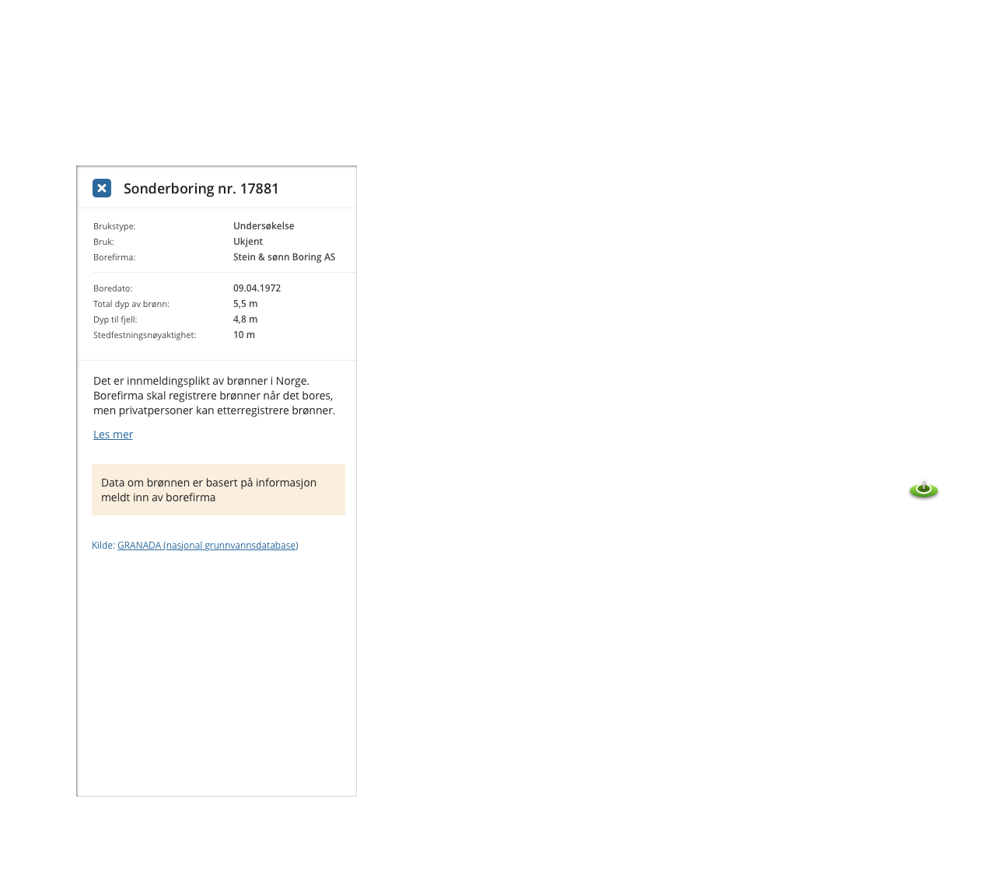 Sonderboring nr. 17881
Brukstype: Undersøkelse
Bruk: Ukjent
Borefirma: Stein & sønn Boring AS
Boredato: 09.04.1972
Total dyp av brønn: 5,5 m
Dyp til fjell: 4,8 m
Stedfestningsnøyaktighet: 10 m
Det er innmeldingsplikt av brønner i Norge.
Borefirma skal registrere brønner når det bores,
men privatpersoner kan etterregistrere brønner.
Les mer
Data om brønnen er basert på informasjon
meldt inn av borefirma
Kilde: GRANADA (nasjonal grunnvannsdatabase)